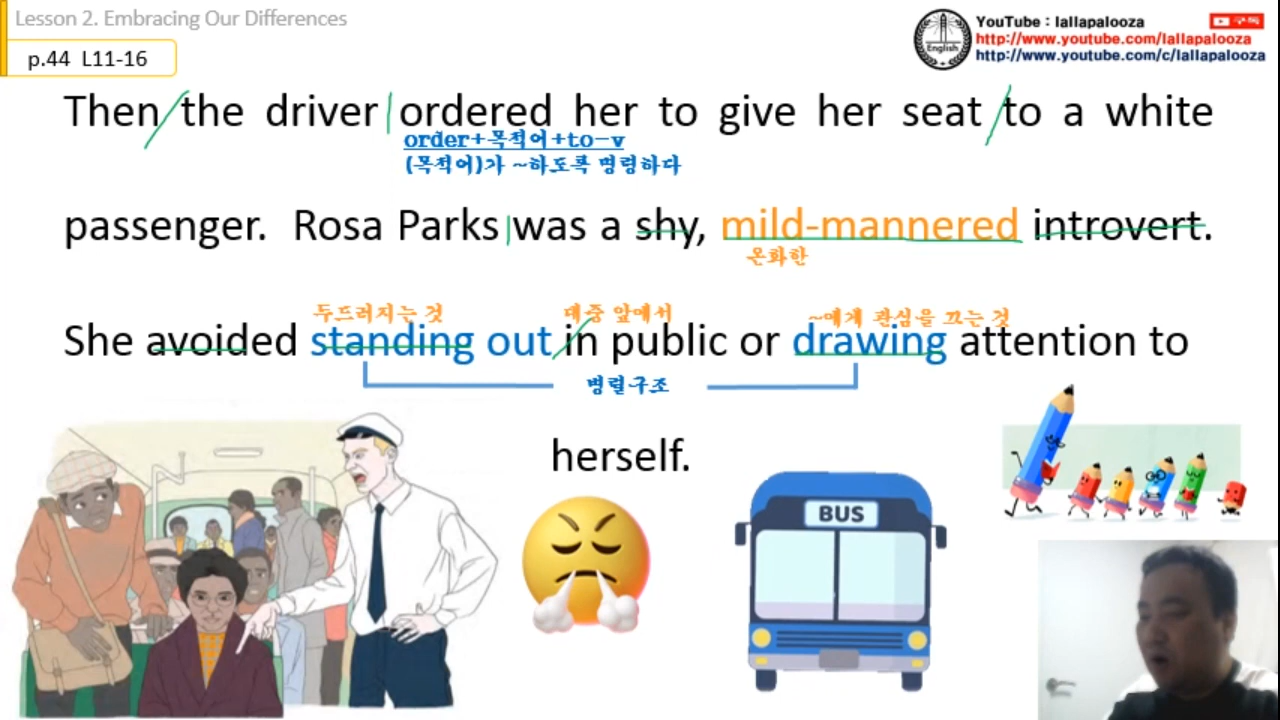 Lesson 2. Embracing Our Differences
p.44 L11-16
English
YouTube : lallapalooza
구독
http://www.youtube.com/lallapalooza
http://www.youtube.com/c/lallapalooza
Then the driver ordered her to give her seat to a white
order+목적어+to-v
(목적어)가 ~하도록 명령하다
passenger. Rosa Parks was a shy, mild-mannered introvert.
온화한
두드러지는 것 대중 앞에서 ~에게 관심을 끄는 것
She avoided standing out in public or drawing attention to
병렬구조
herself.
BUS